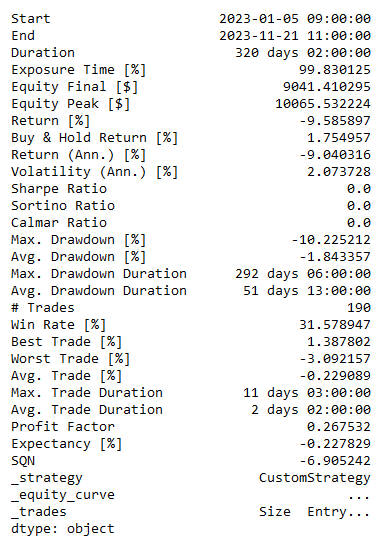 Start 2023-01-05 09:00:00
End 2023-11-21 11:00:00
Duration 320 days 02:00:00
Exposure Time [%] 99.830125
Equity Final [$] 9041.410295
Equity Peak [$] 10065.532224
Return [%] -9.585897
Buy & Hold Return [%] 1.754957
Return (Ann.) [%] -9.040316
Volatility (Ann.) [%] 2.073728
Sharpe Ratio 0.0
Sortino Ratio 0.0
Calmar Ratio 0.0
Max. Drawdown [%] -10.225212
Avg. Drawdown [%] -1.843357
Max. Drawdown Duration 292 days 06:00:00
Avg. Drawdown Duration 51 days 13:00:00
# Trades 190
Win Rate [%] 31.578947
Best Trade [%] 1.387802
Worst Trade [%] -3.092157
Avg. Trade [%] -0.229089
Max. Trade Duration 11 days 03:00:00
Avg. Trade Duration 2 days 02:00:00
Profit Factor 0.267532
Expectancy [%] -0.227829
SQN -6.905242
_strategy CustomStrategy
_equity_curve ...
_trades Size Entry...
dtype: object